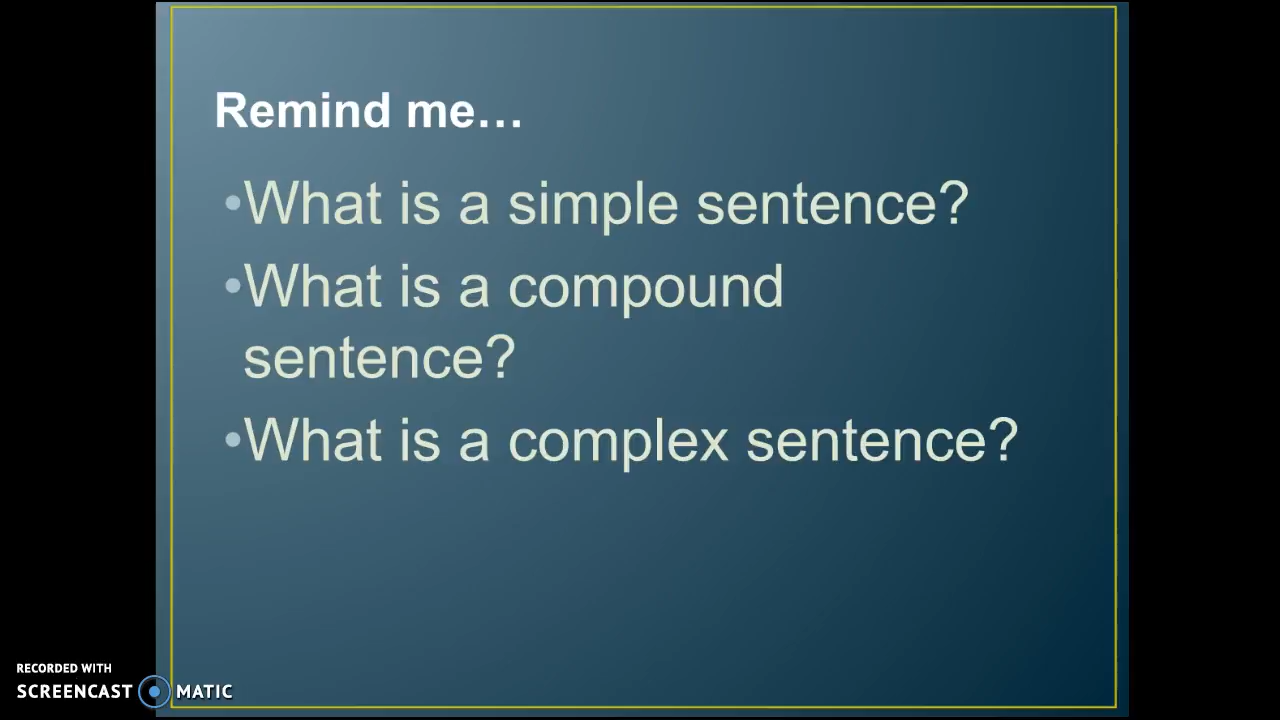 Remind me…
•What is a simple sentence?
•What is a compound
sentence?
•What is a complex sentence?
RECORDED WITH
SCREENCAST MATIC